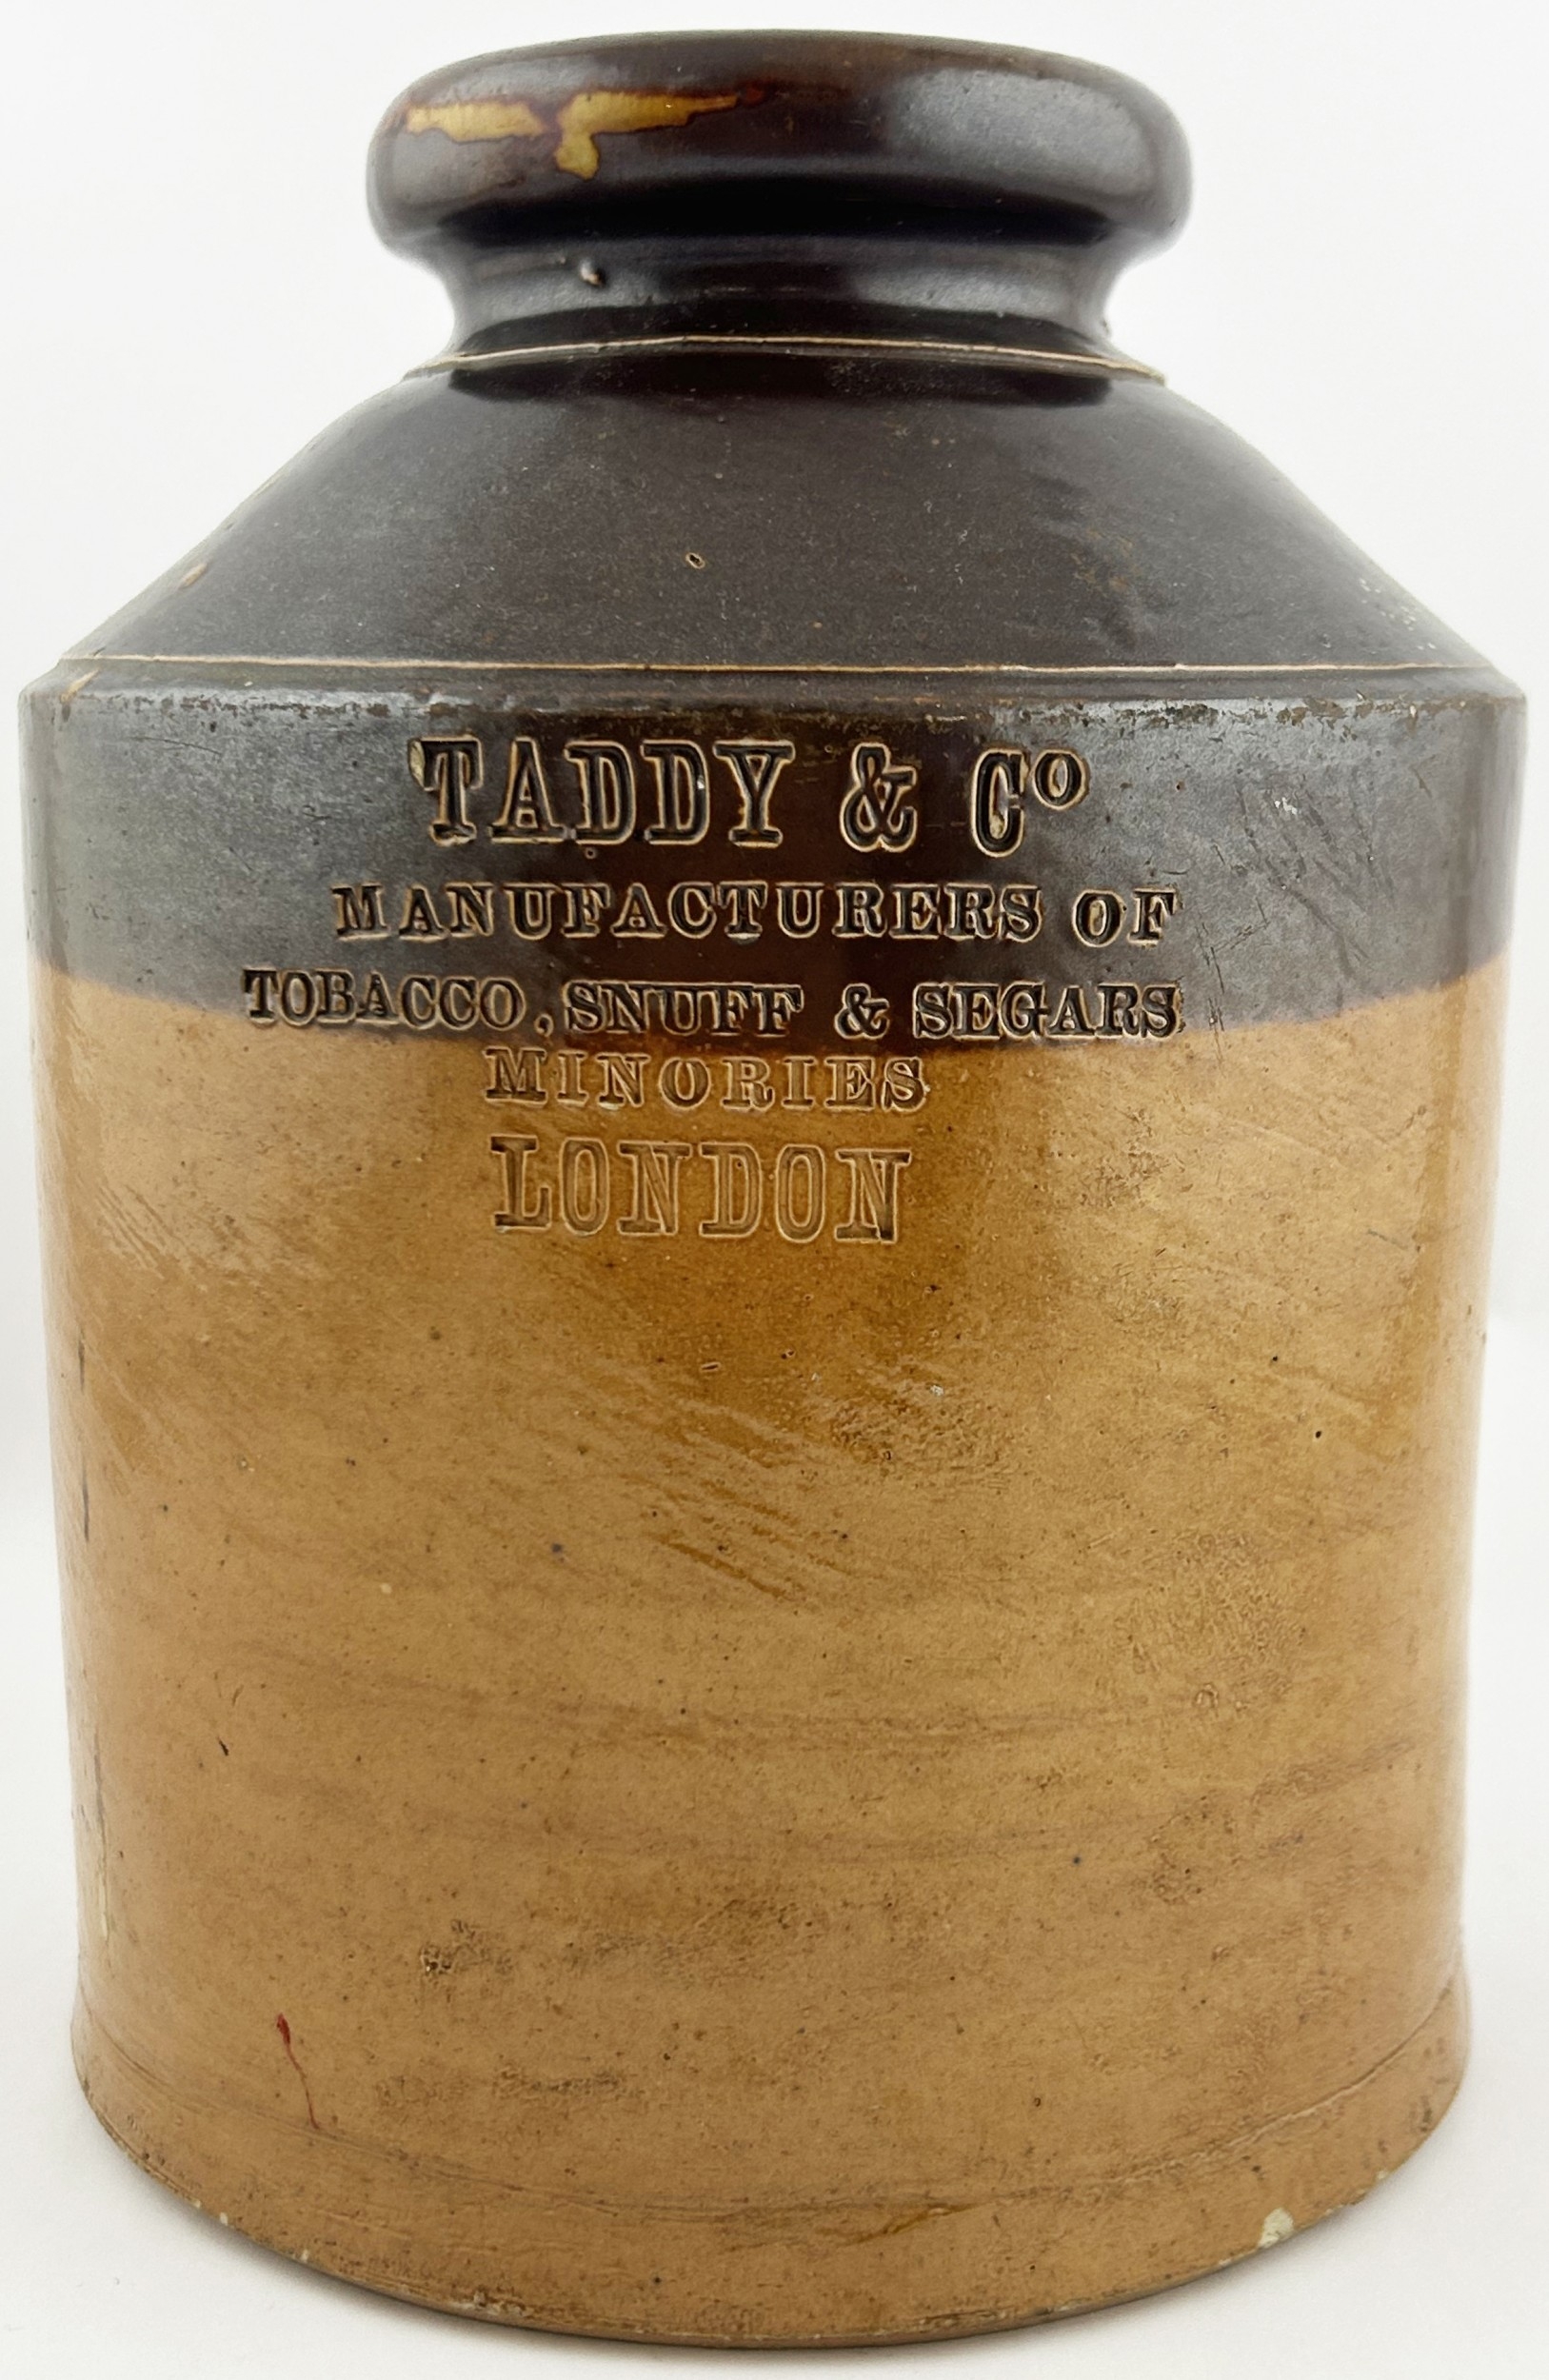 TADDY & Co
MANUFACTURERS OF
TOBACCO, SNUFF & SEGARS
MINORIES
LONDON